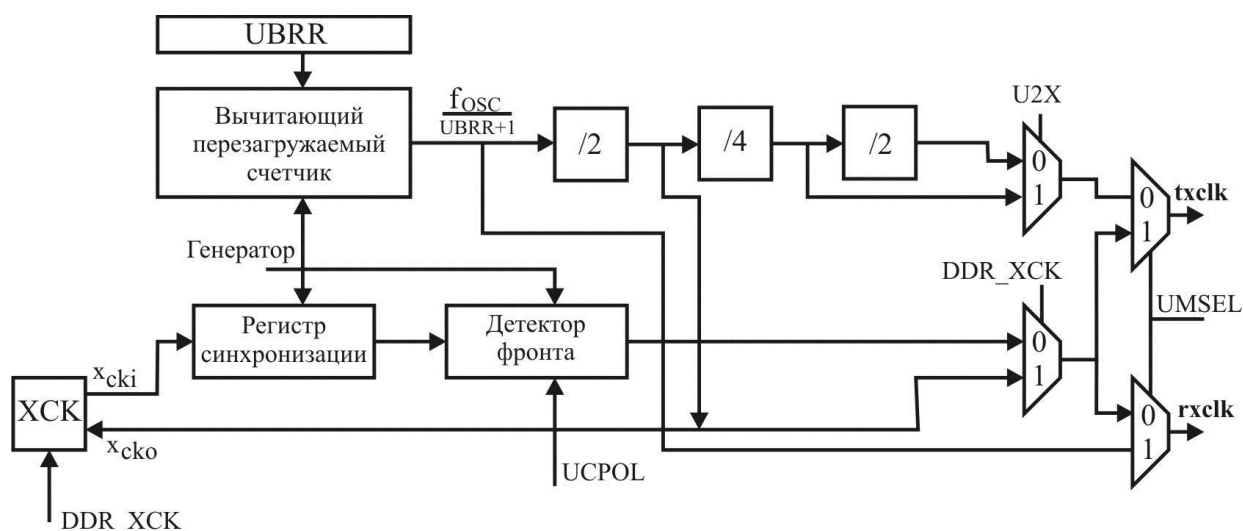 UBRR
Вычитающий
перезагружаемый
счетчик
fOSC
UBRR+1
/2
/4
/2
U2X
0
1
0
1
txclk
Генератор
DDR_XCK
UMSEL
Регистр
синхронизации
Детектор
фронта
0
1
xcki
XCK
xcko
0
1
rxclk
UCPOL
DDR_XCK